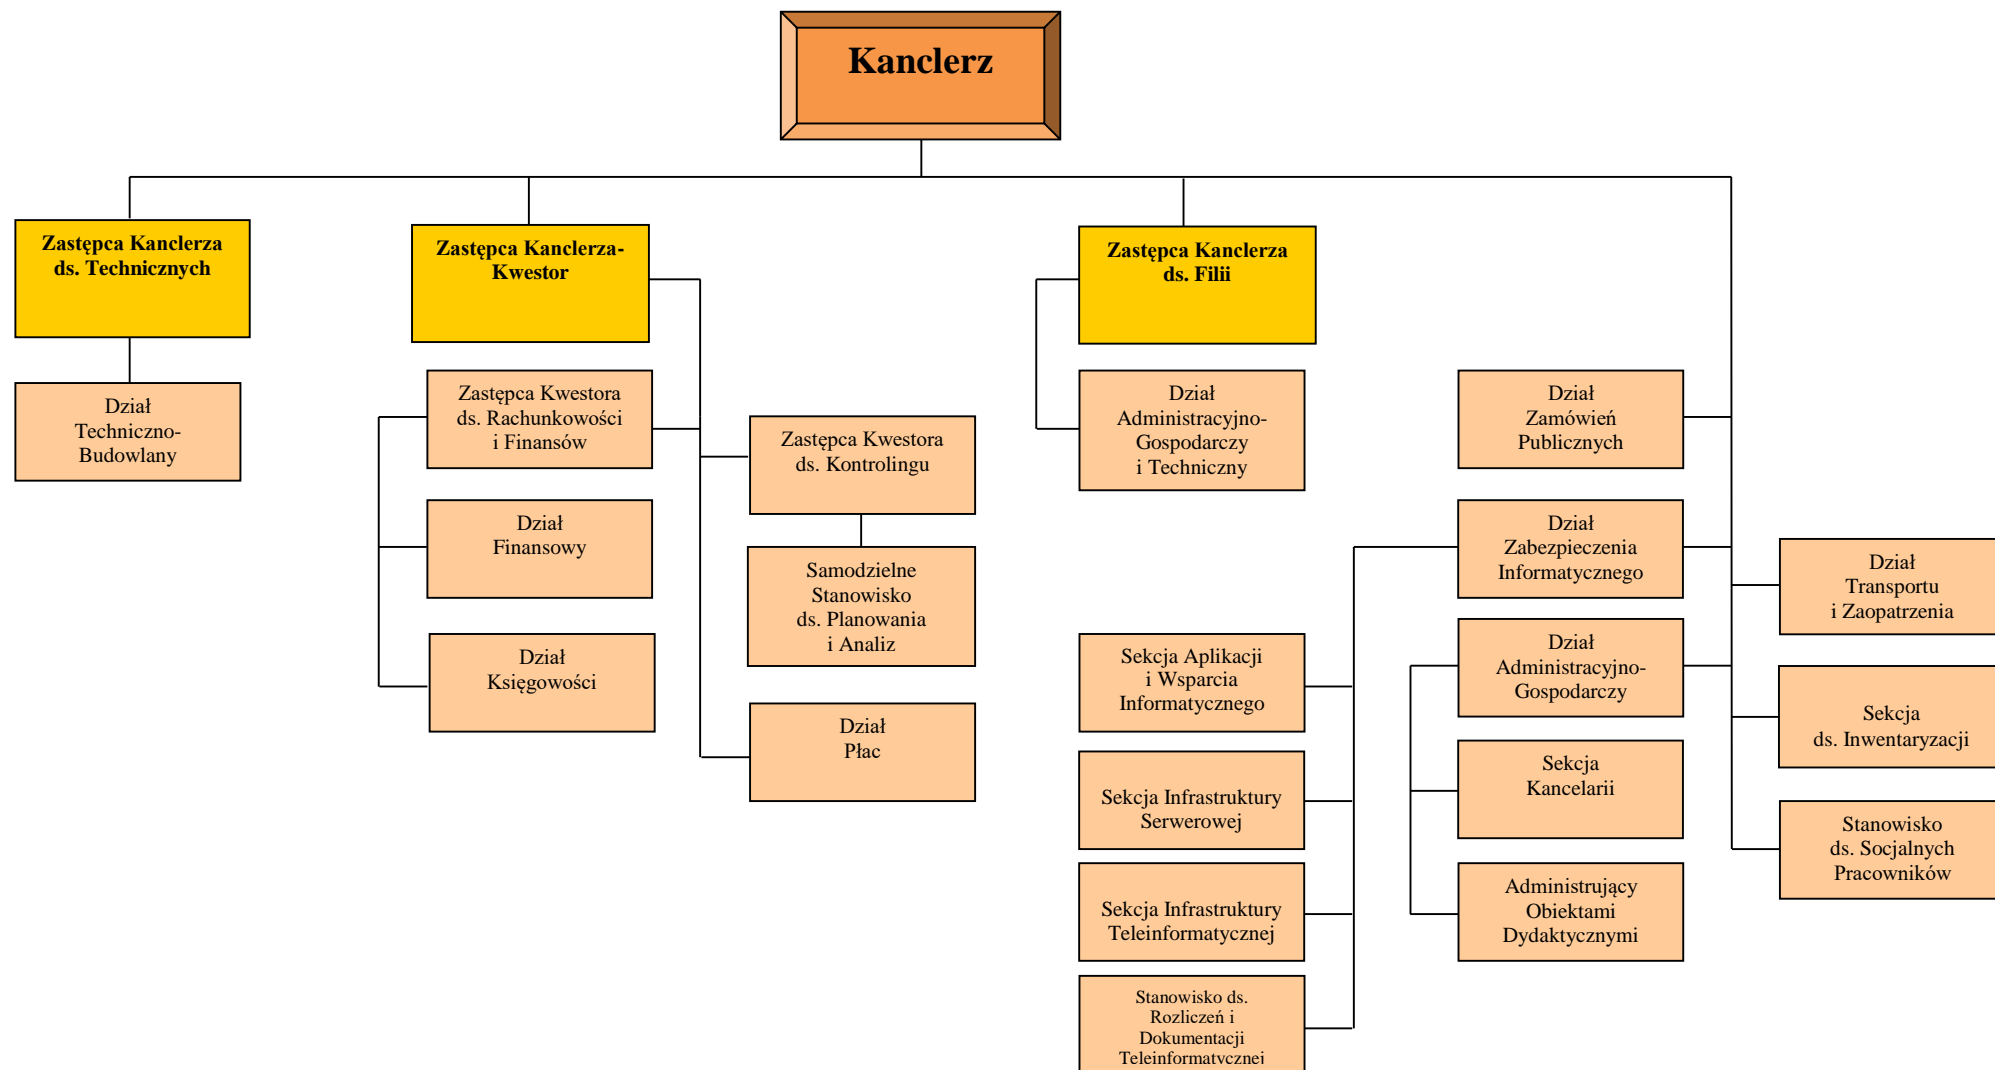 Kanclerz
Zastępca Kanclerza
ds. Technicznych
Zastępca Kanclerza-
Kwestor
Zastępca Kanclerza
ds. Filii
Dział
Techniczno-
Budowlany
Zastępca Kwestora
ds. Rachunkowości
i Finansów
Dział
Finansowy
Dział
Księgowości
Zastępca Kwestora
ds. Kontrolingu
Samodzielne
Stanowisko
ds. Planowania
i Analiz
Dział
Płac
Dział
Administracyjno-
Gospodarczy
i Techniczny
Dział
Zamówień
Publicznych
Dział
Zabezpieczenia
Informatycznego
Sekcja Aplikacji
i Wsparcia
Informatycznego
Sekcja Infrastruktury
Serwerowej
Sekcja Infrastruktury
Teleinformatycznej
Stanowisko ds.
Rozliczeń i
Dokumentacji
Teleinformatycznej
Dział
Administracyjno-
Gospodarczy
Sekcja
Kancelarii
Administrujący
Obiektami
Dydaktycznymi
Dział
Transportu
i Zaopatrzenia
Sekcja
ds. Inwentaryzacji
Stanowisko
ds. Socjalnych
Pracowników